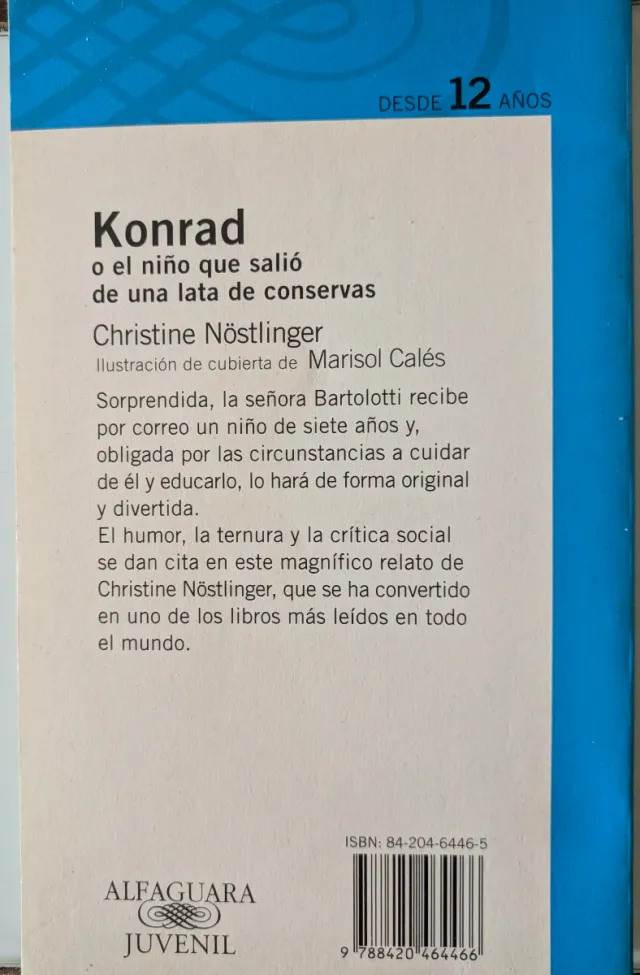 DESDE 12 AÑOS
Konrad
o el niño que salió
de una lata de conservas
Christine Nöstlinger
Ilustración de cubierta de Marisol Calés
Sorprendida, la señora Bartolotti recibe
por correo un niño de siete años y,
obligada por las circunstancias a cuidar
de él y educarlo, lo hará de forma original
y divertida.
El humor, la ternura y la crítica social
se dan cita en este magnífico relato de
Christine Nöstlinger, que se ha convertido
en uno de los libros más leídos en todo
el mundo.
ISBN: 84-204-6446-5
9 788420 464466
ALFAGUARA
JUVENIL